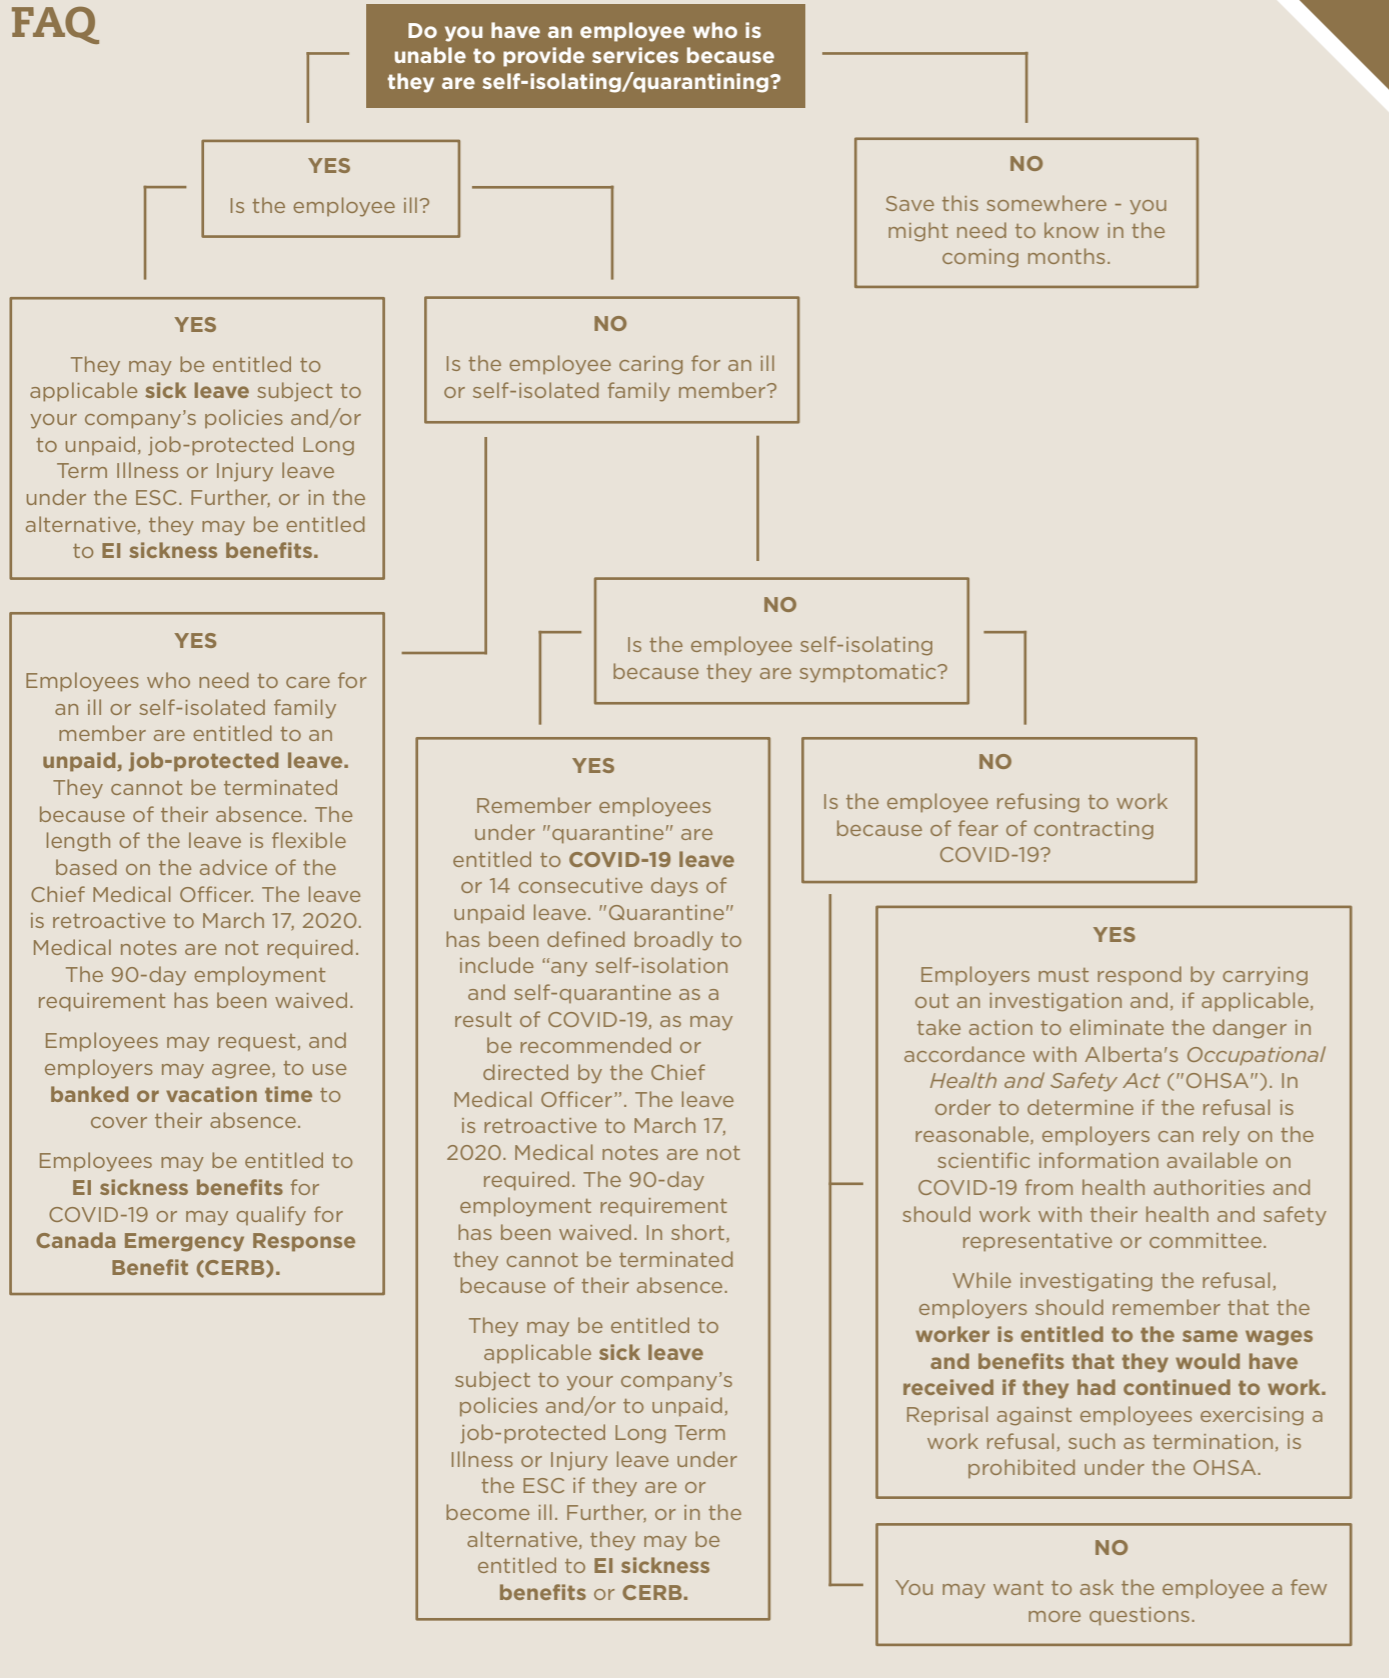 FAQ
Do you have an employee who is
unable to provide services because
they are self-isolating/quarantining?
YES
Is the employee ill?
NO
Save this somewhere - you
might need to know in the
coming months.
YES
They may be entitled to
applicable sick leave subject to
your company's policies and/or
to unpaid, job-protected Long
Term Illness or Injury leave
under the ESC. Further, or in the
alternative, they may be entitled
to EI sickness benefits.
NO
Is the employee caring for an ill
or self-isolated family member?
YES
Employees who need to care for
an ill or self-isolated family
member are entitled to an
unpaid, job-protected leave.
They cannot be terminated
because of their absence. The
length of the leave is flexible
based on the advice of the
Chief Medical Officer. The leave
is retroactive to March 17, 2020.
Medical notes are not required.
The 90-day employment
requirement has been waived.
Employees may request, and
employers may agree, to use
banked or vacation time to
cover their absence.
Employees may be entitled to
EI sickness benefits for
COVID-19 or may qualify for
Canada Emergency Response
Benefit (CERB).
NO
Is the employee self-isolating
because they are symptomatic?
YES
Remember employees
under "quarantine" are
entitled to COVID-19 leave
or 14 consecutive days of
unpaid leave. "Quarantine"
has been defined broadly to
include “any self-isolation
and self-quarantine as a
result of COVID-19, as may
be recommended or
directed by the Chief
Medical Officer”. The leave
is retroactive to March 17,
2020. Medical notes are not
required. The 90-day
employment requirement
has been waived. In short,
they cannot be terminated
because of their absence.
They may be entitled to
applicable sick leave
subject to your company's
policies and/or to unpaid,
job-protected Long Term
Illness or Injury leave under
the ESC if they are or
become ill. Further, or in the
alternative, they may be
entitled to EI sickness
benefits or CERB.
NO
Is the employee refusing to work
because of fear of contracting
COVID-19?
YES
Employers must respond by carrying
out an investigation and, if applicable,
take action to eliminate the danger in
accordance with Alberta's Occupational
Health and Safety Act ("OHSA"). In
order to determine if the refusal is
reasonable, employers can rely on the
scientific information available on
COVID-19 from health authorities and
should work with their health and safety
representative or committee.
While investigating the refusal,
employers should remember that the
worker is entitled to the same wages
and benefits that they would have
received if they had continued to work.
Reprisal against employees exercising a
work refusal, such as termination, is
prohibited under the OHSA.
NO
You may want to ask the employee a few
more questions.